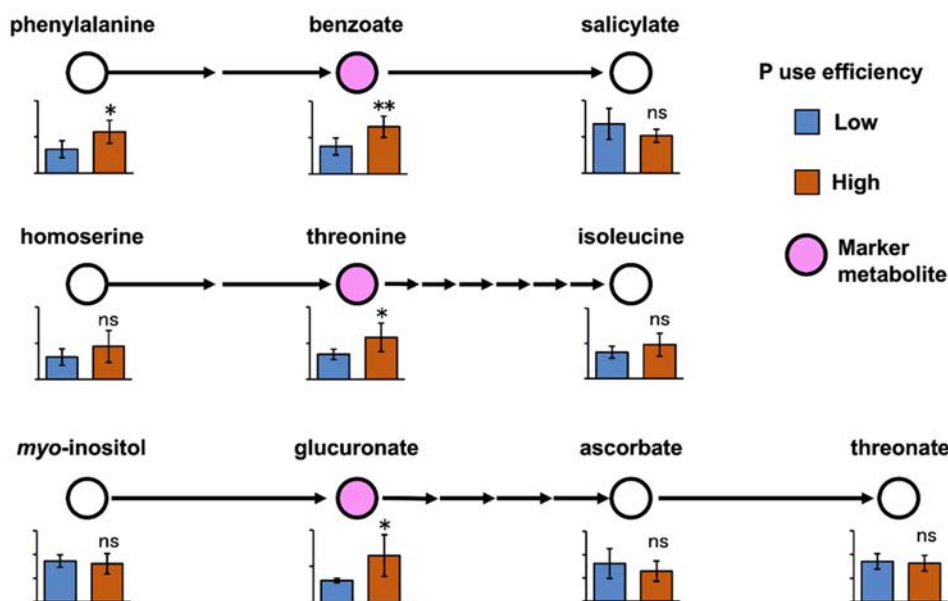 phenylalanine
benzoate
salicylate
P use efficiency
*
**
ns
Low
High
homoserine
threonine
isoleucine
Marker
metabolite
ns
*
ns
myo-inositol
glucuronate
ascorbate
threonate
ns
*
ns
ns